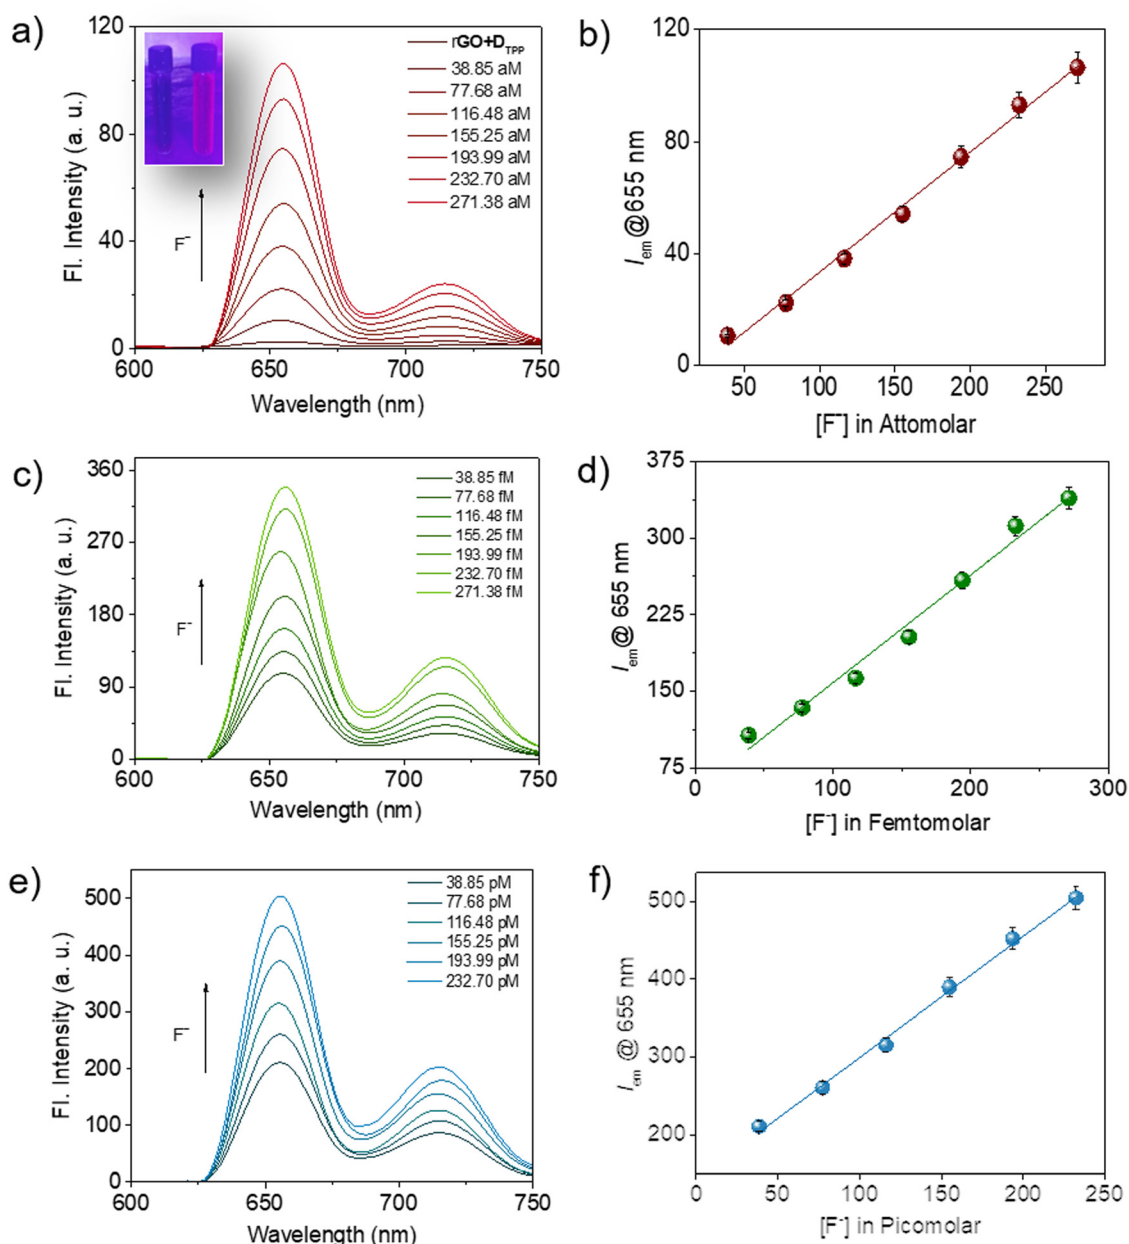 a)
120
80
40
0
Fl. Intensity (a. u.)
F⁻
rGO+D_TPP
38.85 aM
77.68 aM
116.48 aM
155.25 aM
193.99 aM
232.70 aM
271.38 aM
600 650 700 750
Wavelength (nm)
b)
120
80
40
0
I_em@655 nm
50 100 150 200 250
[F⁻] in Attomolar
c)
360
270
180
90
0
Fl. Intensity (a. u.)
F⁻
38.85 fM
77.68 fM
116.48 fM
155.25 fM
193.99 fM
232.70 fM
271.38 fM
600 650 700 750
Wavelength (nm)
d)
375
300
225
150
75
I_em@ 655 nm
0 100 200 300
[F⁻] in Femtomolar
e)
500
400
300
200
100
0
Fl. Intensity (a. u.)
F⁻
38.85 pM
77.68 pM
116.48 pM
155.25 pM
193.99 pM
232.70 pM
600 650 700 750
Wavelength (nm)
f)
500
400
300
200
I_em @ 655 nm
0 50 100 150 200 250
[F⁻] in Picomolar